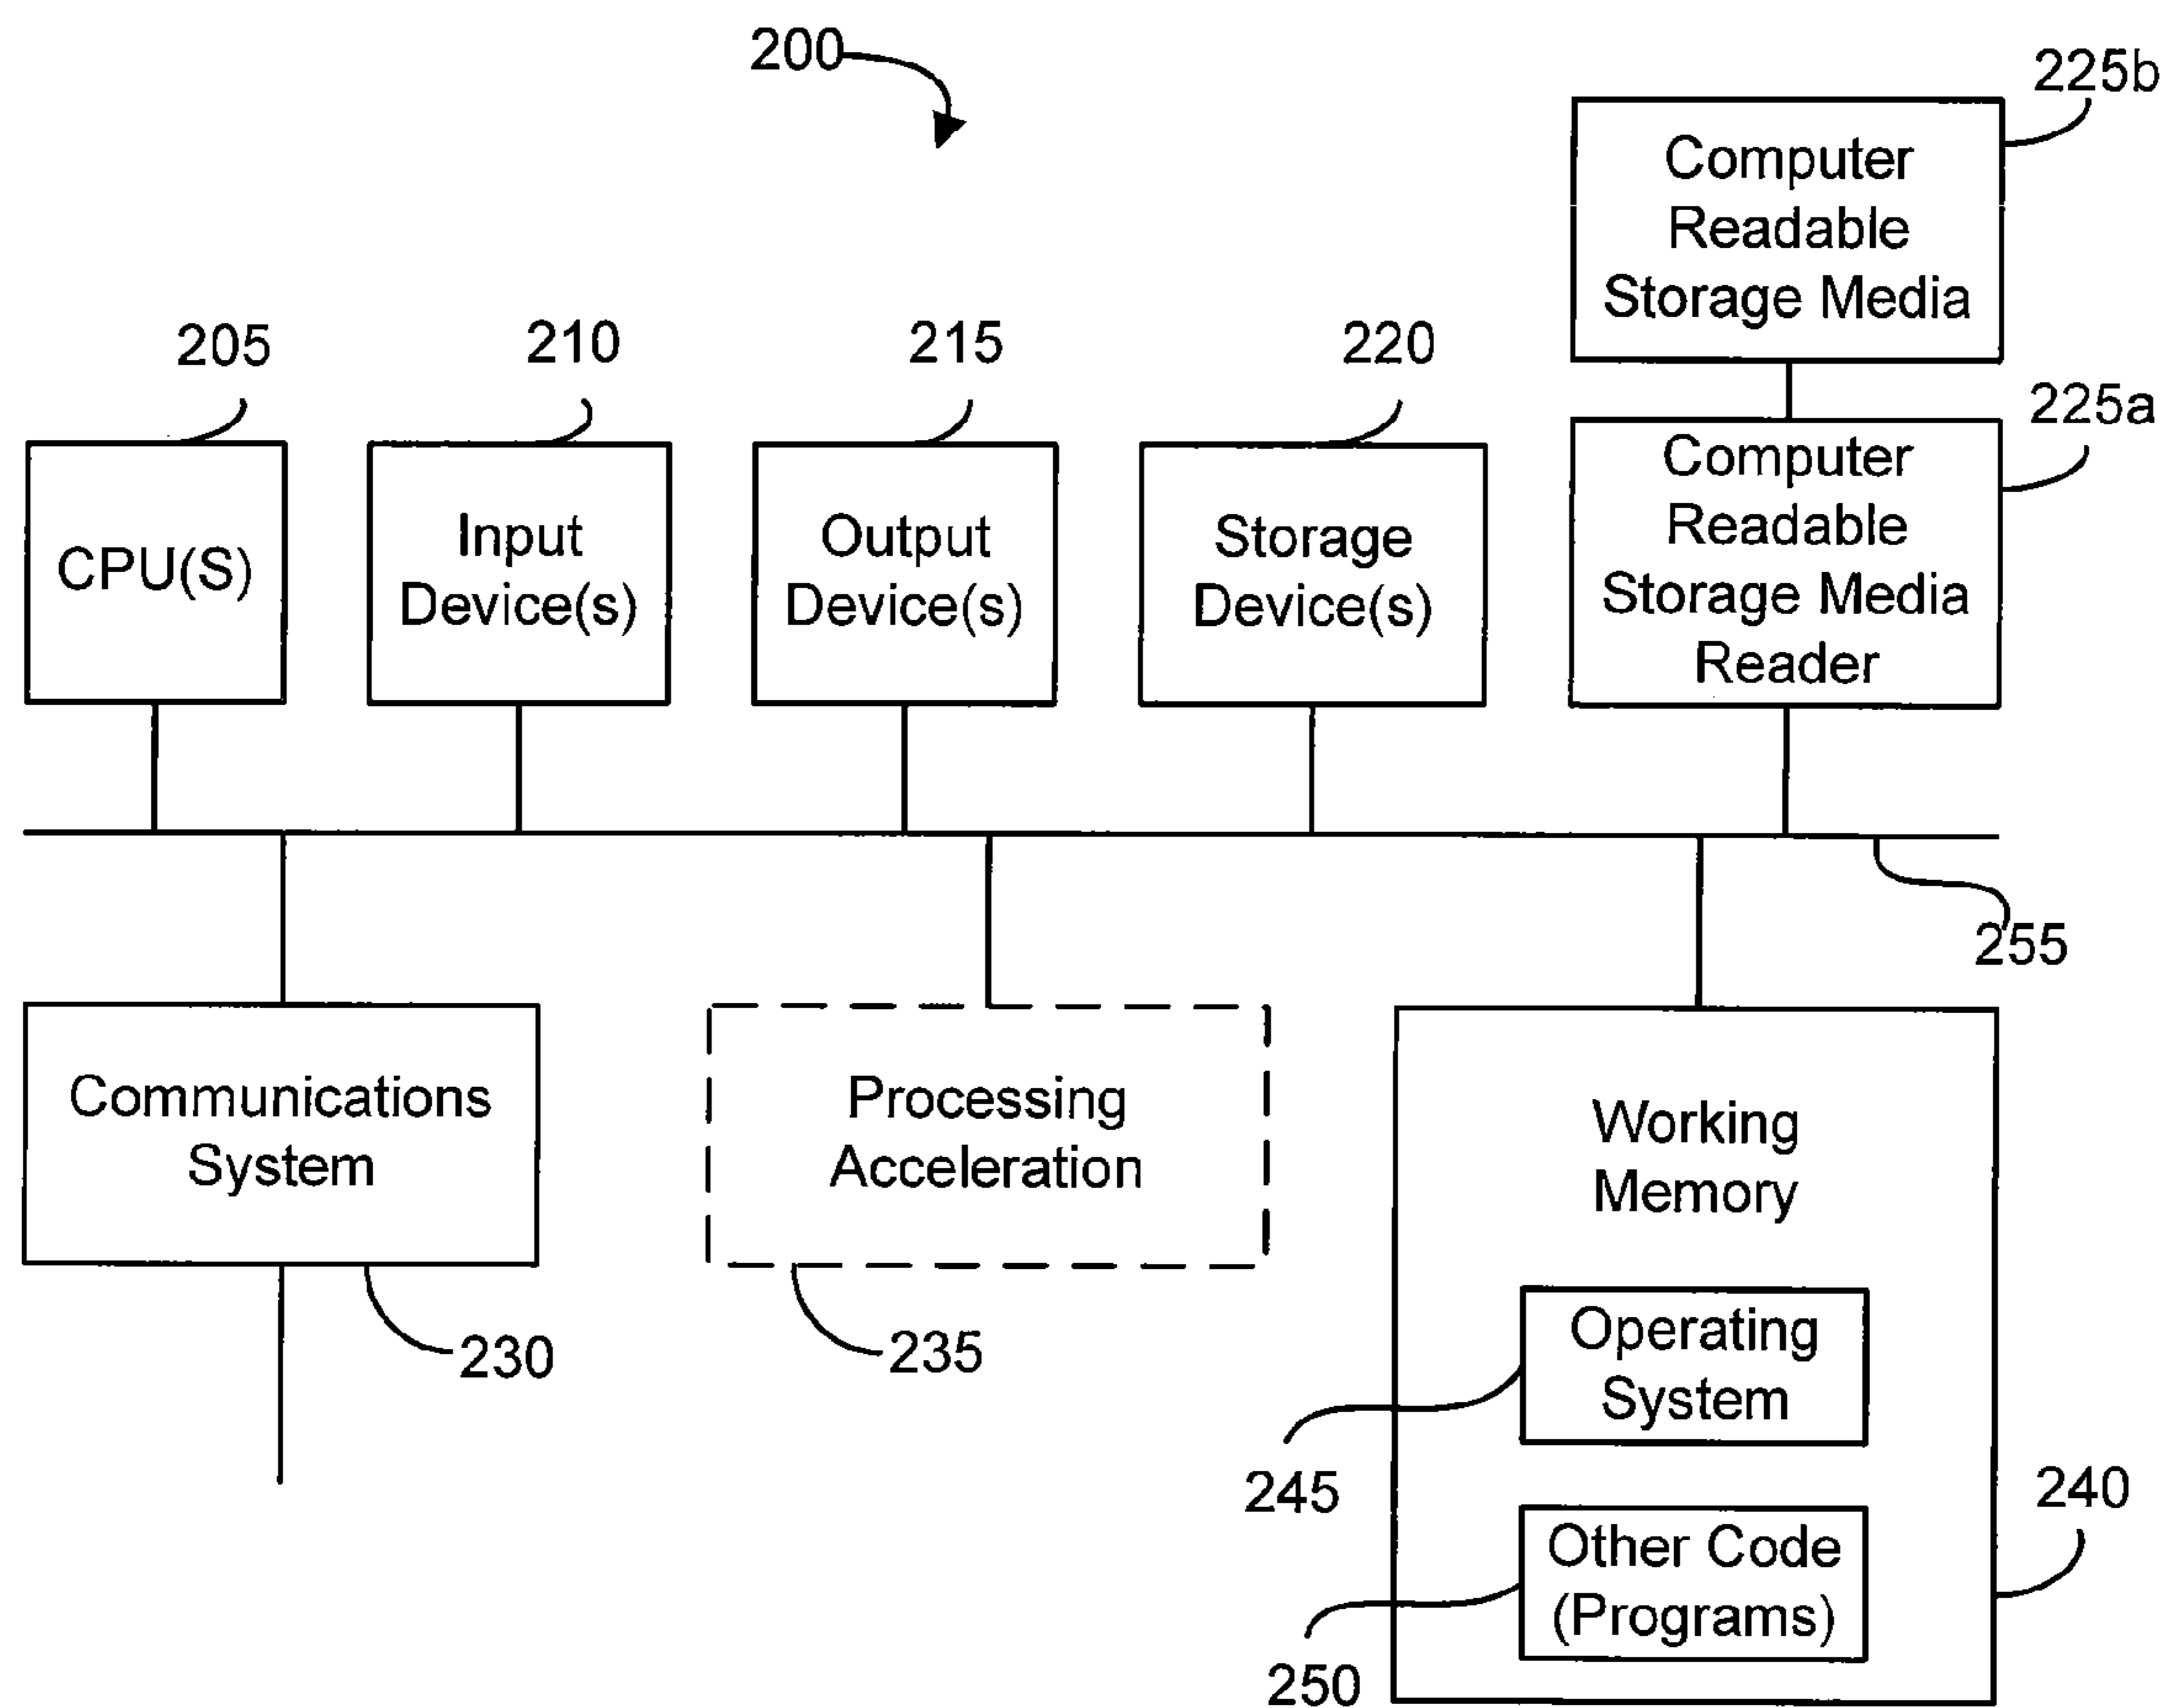 200
225b
Computer
Readable
Storage Media
205
210
215
220
225a
CPU(S)
Input
Device(s)
Output
Device(s)
Storage
Device(s)
Computer
Readable
Storage Media
Reader
255
Communications
System
Processing
Acceleration
Working
Memory
230
235
Operating
System
245
240
Other Code
(Programs)
250